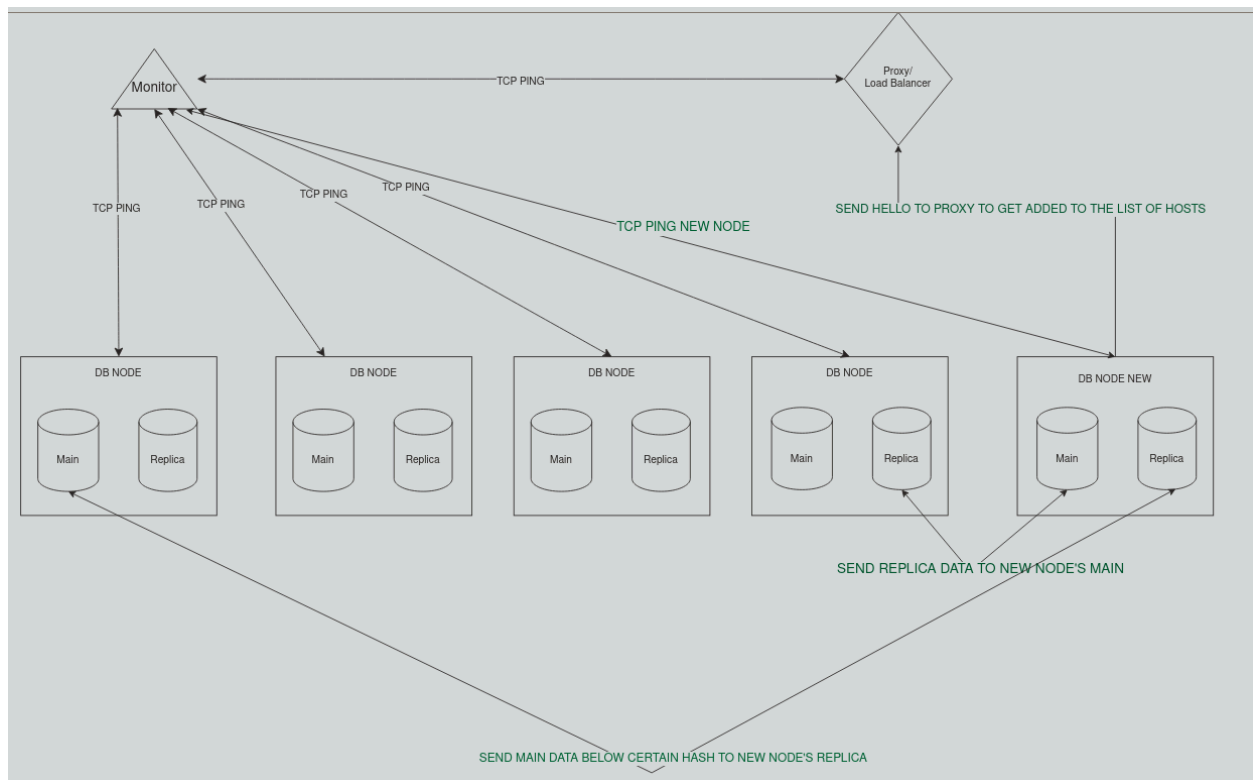 Monitor
TCP PING
Proxy/
Load Balancer
TCP PING
TCP PING
TCP PING
TCP PING
TCP PING NEW NODE
SEND HELLO TO PROXY TO GET ADDED TO THE LIST OF HOSTS
DB NODE
DB NODE
DB NODE
DB NODE
DB NODE NEW
Main
Replica
Main
Replica
Main
Replica
Main
Replica
Main
Replica
SEND REPLICA DATA TO NEW NODE'S MAIN
SEND MAIN DATA BELOW CERTAIN HASH TO NEW NODE'S REPLICA